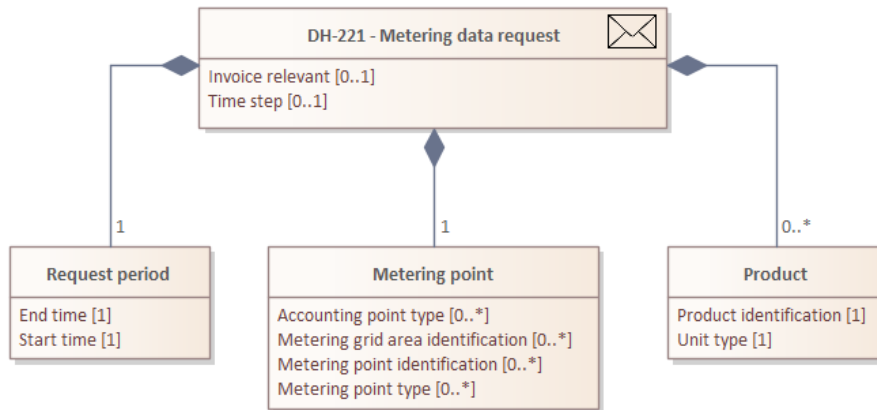 DH-221 - Metering data request
Invoice relevant [0..1]
Time step [0..1]
1
1
0..*
Request period
End time [1]
Start time [1]
Metering point
Accounting point type [0..*]
Metering grid area identification [0..*]
Metering point identification [0..*]
Metering point type [0..*]
Product
Product identification [1]
Unit type [1]